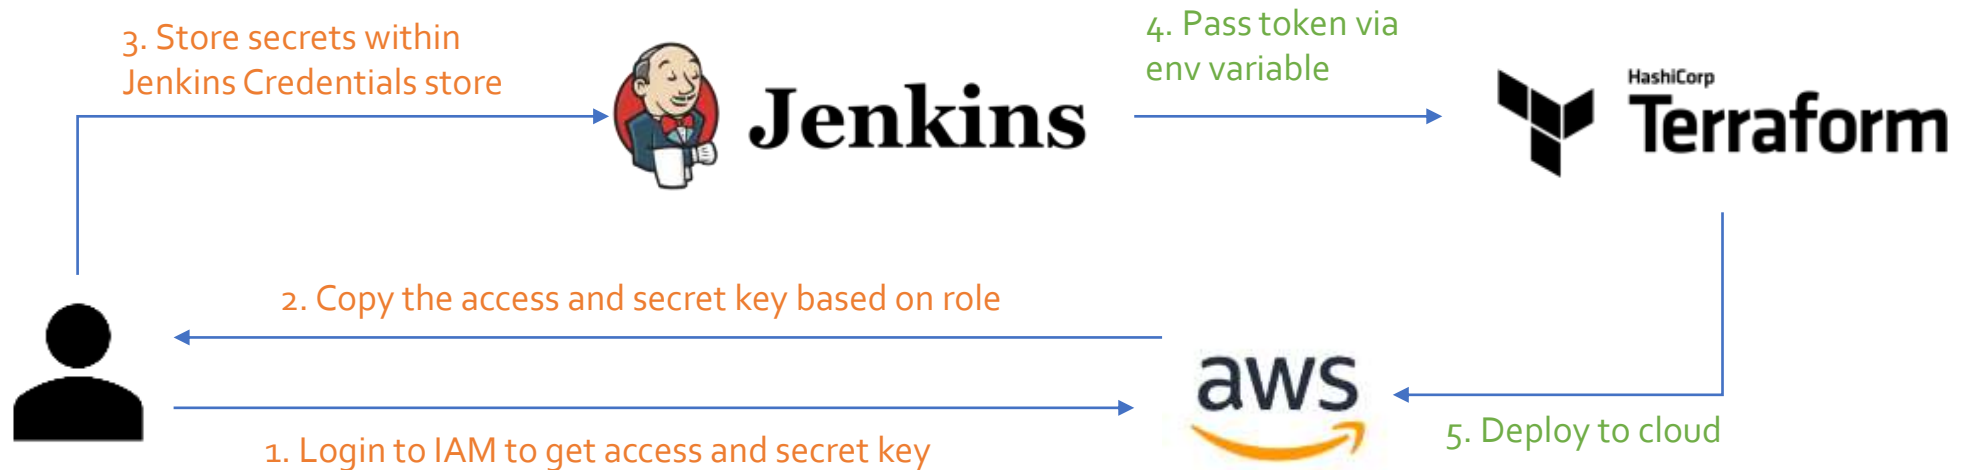 3. Store secrets within
Jenkins Credentials store
4. Pass token via
env variable
Jenkins
HashiCorp
Terraform
2. Copy the access and secret key based on role
aws
1. Login to IAM to get access and secret key
5. Deploy to cloud